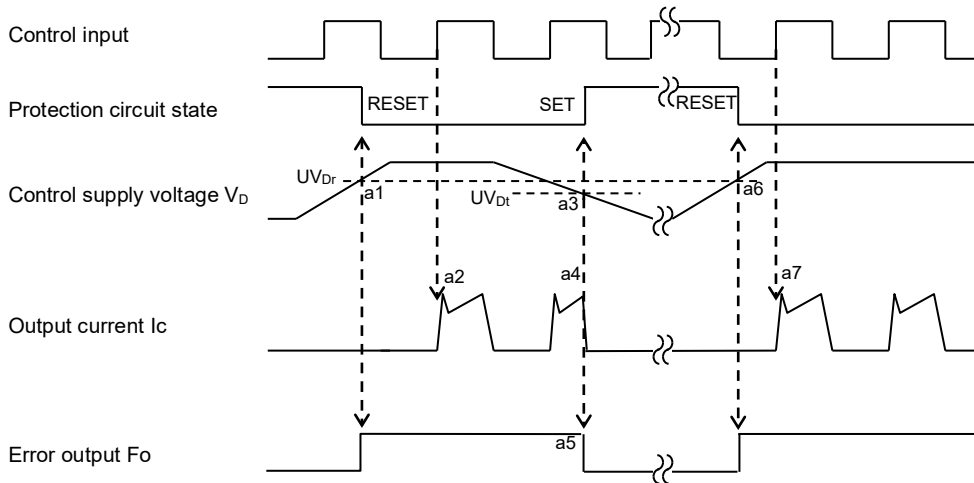 Control input
Protection circuit state
RESET
SET
RESET
Control supply voltage VD
UVDr
a1
UVDt
a3
a6
a2
a4
a7
Output current Ic
Error output Fo
a5